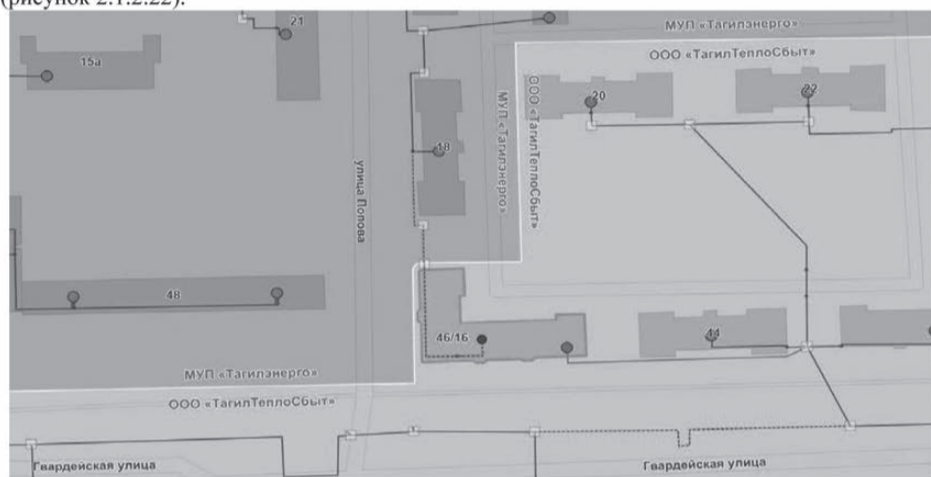 (рисунок 2.1.2.22).
21
15а
МУП «Тагилэнерго»
ООО «ТагилТеплоСбыт»
20
22
МУП «Тагилэнерго»
ООО «ТагилТеплоСбыт»
18
улица Попова
48
46/16
44
МУП «Тагилэнерго»
ООО «ТагилТеплоСбыт»
Гвардейская улица
Гвардейская улица